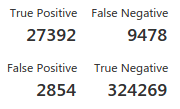 True Positive False Negative
27392 9478
False Positive True Negative
2854 324269